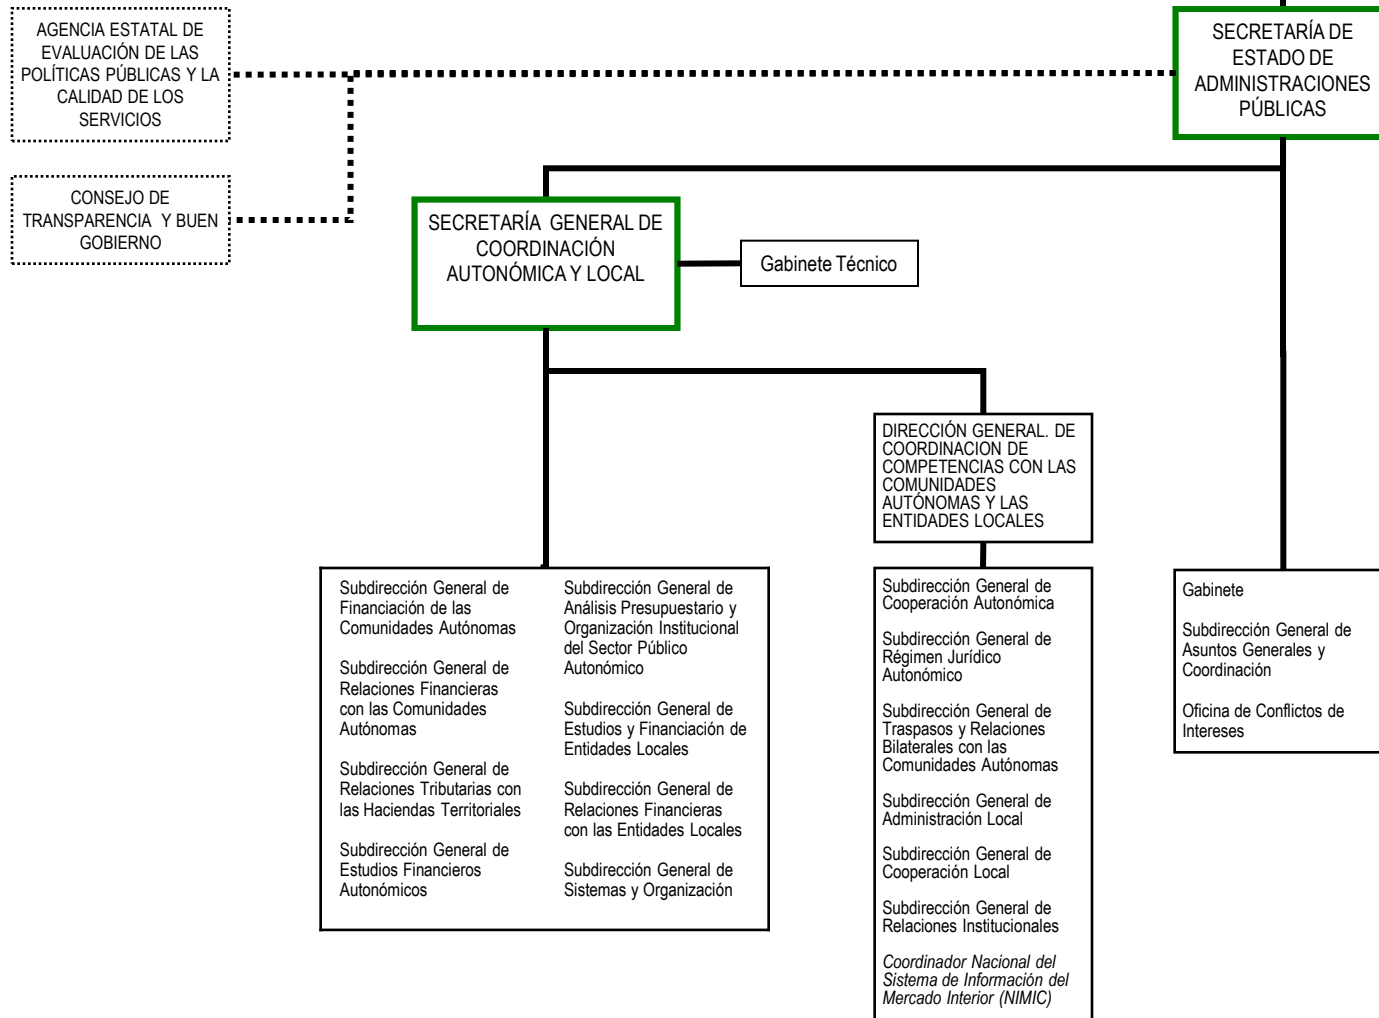 AGENCIA ESTATAL DE
EVALUACIÓN DE LAS
POLÍTICAS PÚBLICAS Y LA
CALIDAD DE LOS
SERVICIOS
SECRETARÍA DE
ESTADO DE
ADMINISTRACIONES
PÚBLICAS
CONSEJO DE
TRANSPARENCIA Y BUEN
GOBIERNO
SECRETARÍA GENERAL DE
COORDINACIÓN
AUTONÓMICA Y LOCAL
Gabinete Técnico
DIRECCIÓN GENERAL. DE
COORDINACION DE
COMPETENCIAS CON LAS
COMUNIDADES
AUTÓNOMAS Y LAS
ENTIDADES LOCALES
Subdirección General de
Financiación de las
Comunidades Autónomas
Subdirección General de
Relaciones Financieras
con las Comunidades
Autónomas
Subdirección General de
Relaciones Tributarias con
las Haciendas Territoriales
Subdirección General de
Estudios Financieros
Autonómicos
Subdirección General de
Análisis Presupuestario y
Organización Institucional
del Sector Público
Autonómico
Subdirección General de
Estudios y Financiación de
Entidades Locales
Subdirección General de
Relaciones Financieras
con las Entidades Locales
Subdirección General de
Sistemas y Organización
Subdirección General de
Cooperación Autonómica
Subdirección General de
Régimen Jurídico
Autonómico
Subdirección General de
Traspasos y Relaciones
Bilaterales con las
Comunidades Autónomas
Subdirección General de
Administración Local
Subdirección General de
Cooperación Local
Subdirección General de
Relaciones Institucionales
Coordinador Nacional del
Sistema de Información del
Mercado Interior (NIMIC)
Gabinete
Subdirección General de
Asuntos Generales y
Coordinación
Oficina de Conflictos de
Intereses